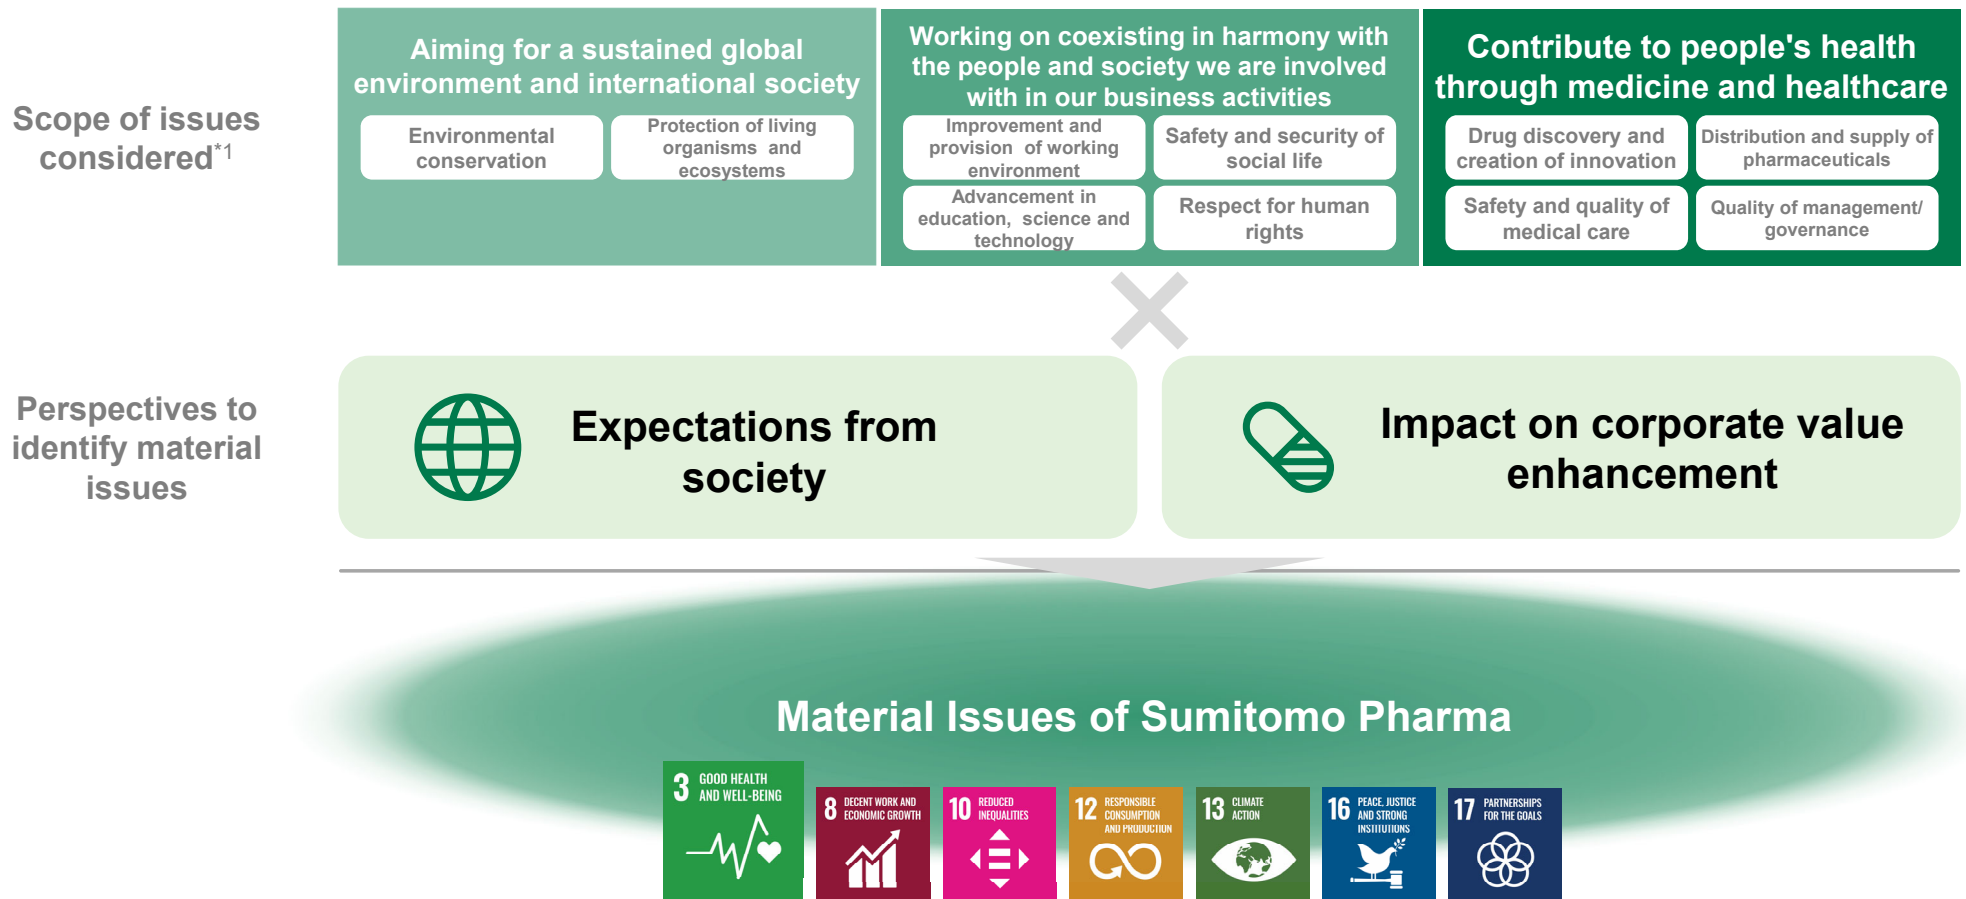 Scope of issues
considered*1
Aiming for a sustained global
environment and international society
Environmental
conservation
Protection of living
organisms and
ecosystems
Working on coexisting in harmony with
the people and society we are involved
with in our business activities
Improvement and
provision of working
environment
Safety and security of
social life
Advancement in
education, science and
technology
Respect for human
rights
Contribute to people's health
through medicine and healthcare
Drug discovery and
creation of innovation
Distribution and supply of
pharmaceuticals
Safety and quality of
medical care
Quality of management/
governance
Perspectives to
identify material
issues
Expectations from
society
Impact on corporate value
enhancement
Material Issues of Sumitomo Pharma
3 GOOD HEALTH
AND WELL-BEING
8 DECENT WORK AND
ECONOMIC GROWTH
10 REDUCED
INEQUALITIES
12 RESPONSIBLE
CONSUMPTION
AND PRODUCTION
13 CLIMATE
ACTION
16 PEACE, JUSTICE
AND STRONG
INSTITUTIONS
17 PARTNERSHIPS
FOR THE GOALS